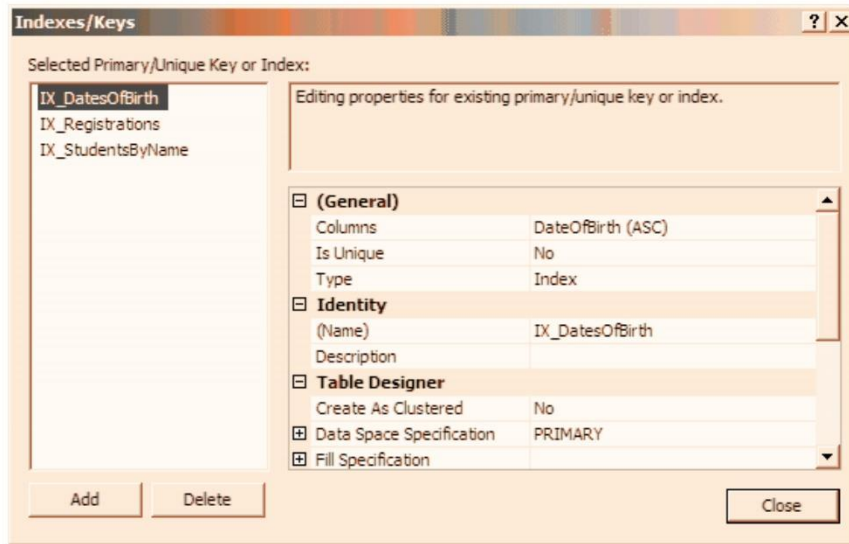 Indexes/Keys
Selected Primary/Unique Key or Index:
IX_DatesOfBirth
IX_Registrations
IX_StudentsByName
Editing properties for existing primary/unique key or index.
(General)
Columns DateOfBirth (ASC)
Is Unique No
Type Index
Identity
(Name) IX_DatesOfBirth
Description
Table Designer
Create As Clustered No
Data Space Specification PRIMARY
Fill Specification
Add Delete
Close